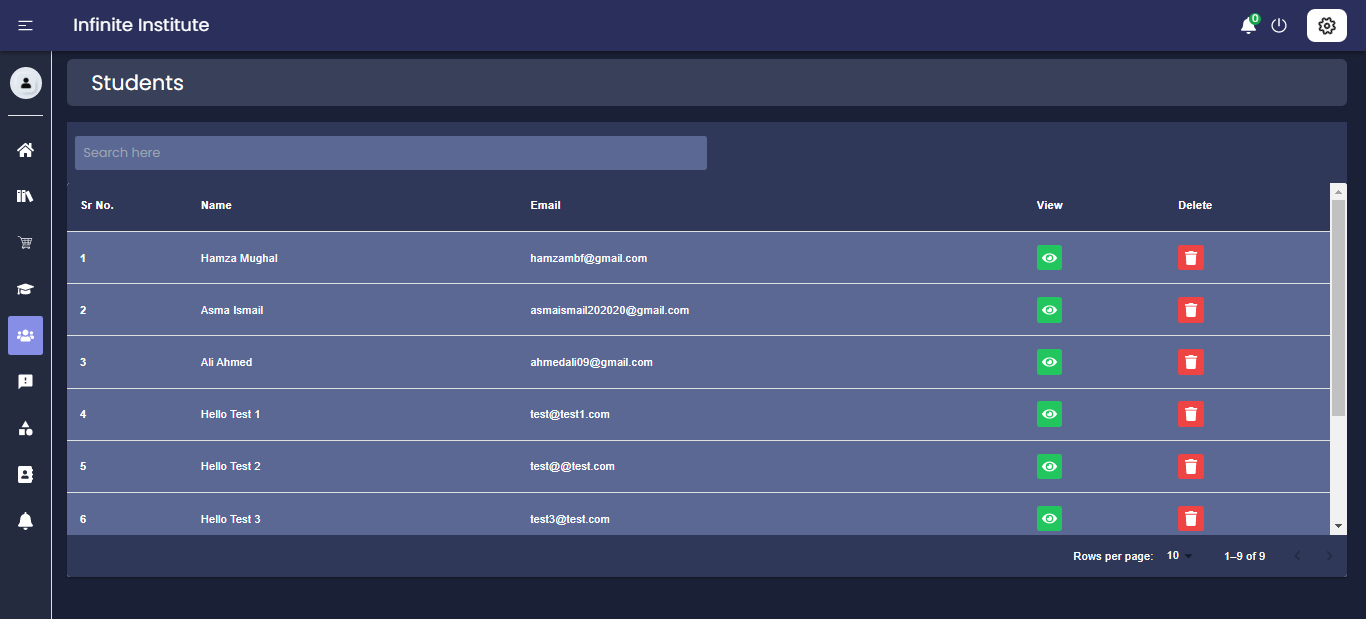 Infinite Institute
0
Students
Search here
Sr No. Name Email View Delete
1 Hamza Mughal hamzambf@gmail.com
2 Asma Ismail asmaismail202020@gmail.com
3 Ali Ahmed ahmedali09@gmail.com
4 Hello Test 1 test@test1.com
5 Hello Test 2 test@@test.com
6 Hello Test 3 test3@test.com
Rows per page: 10 1–9 of 9